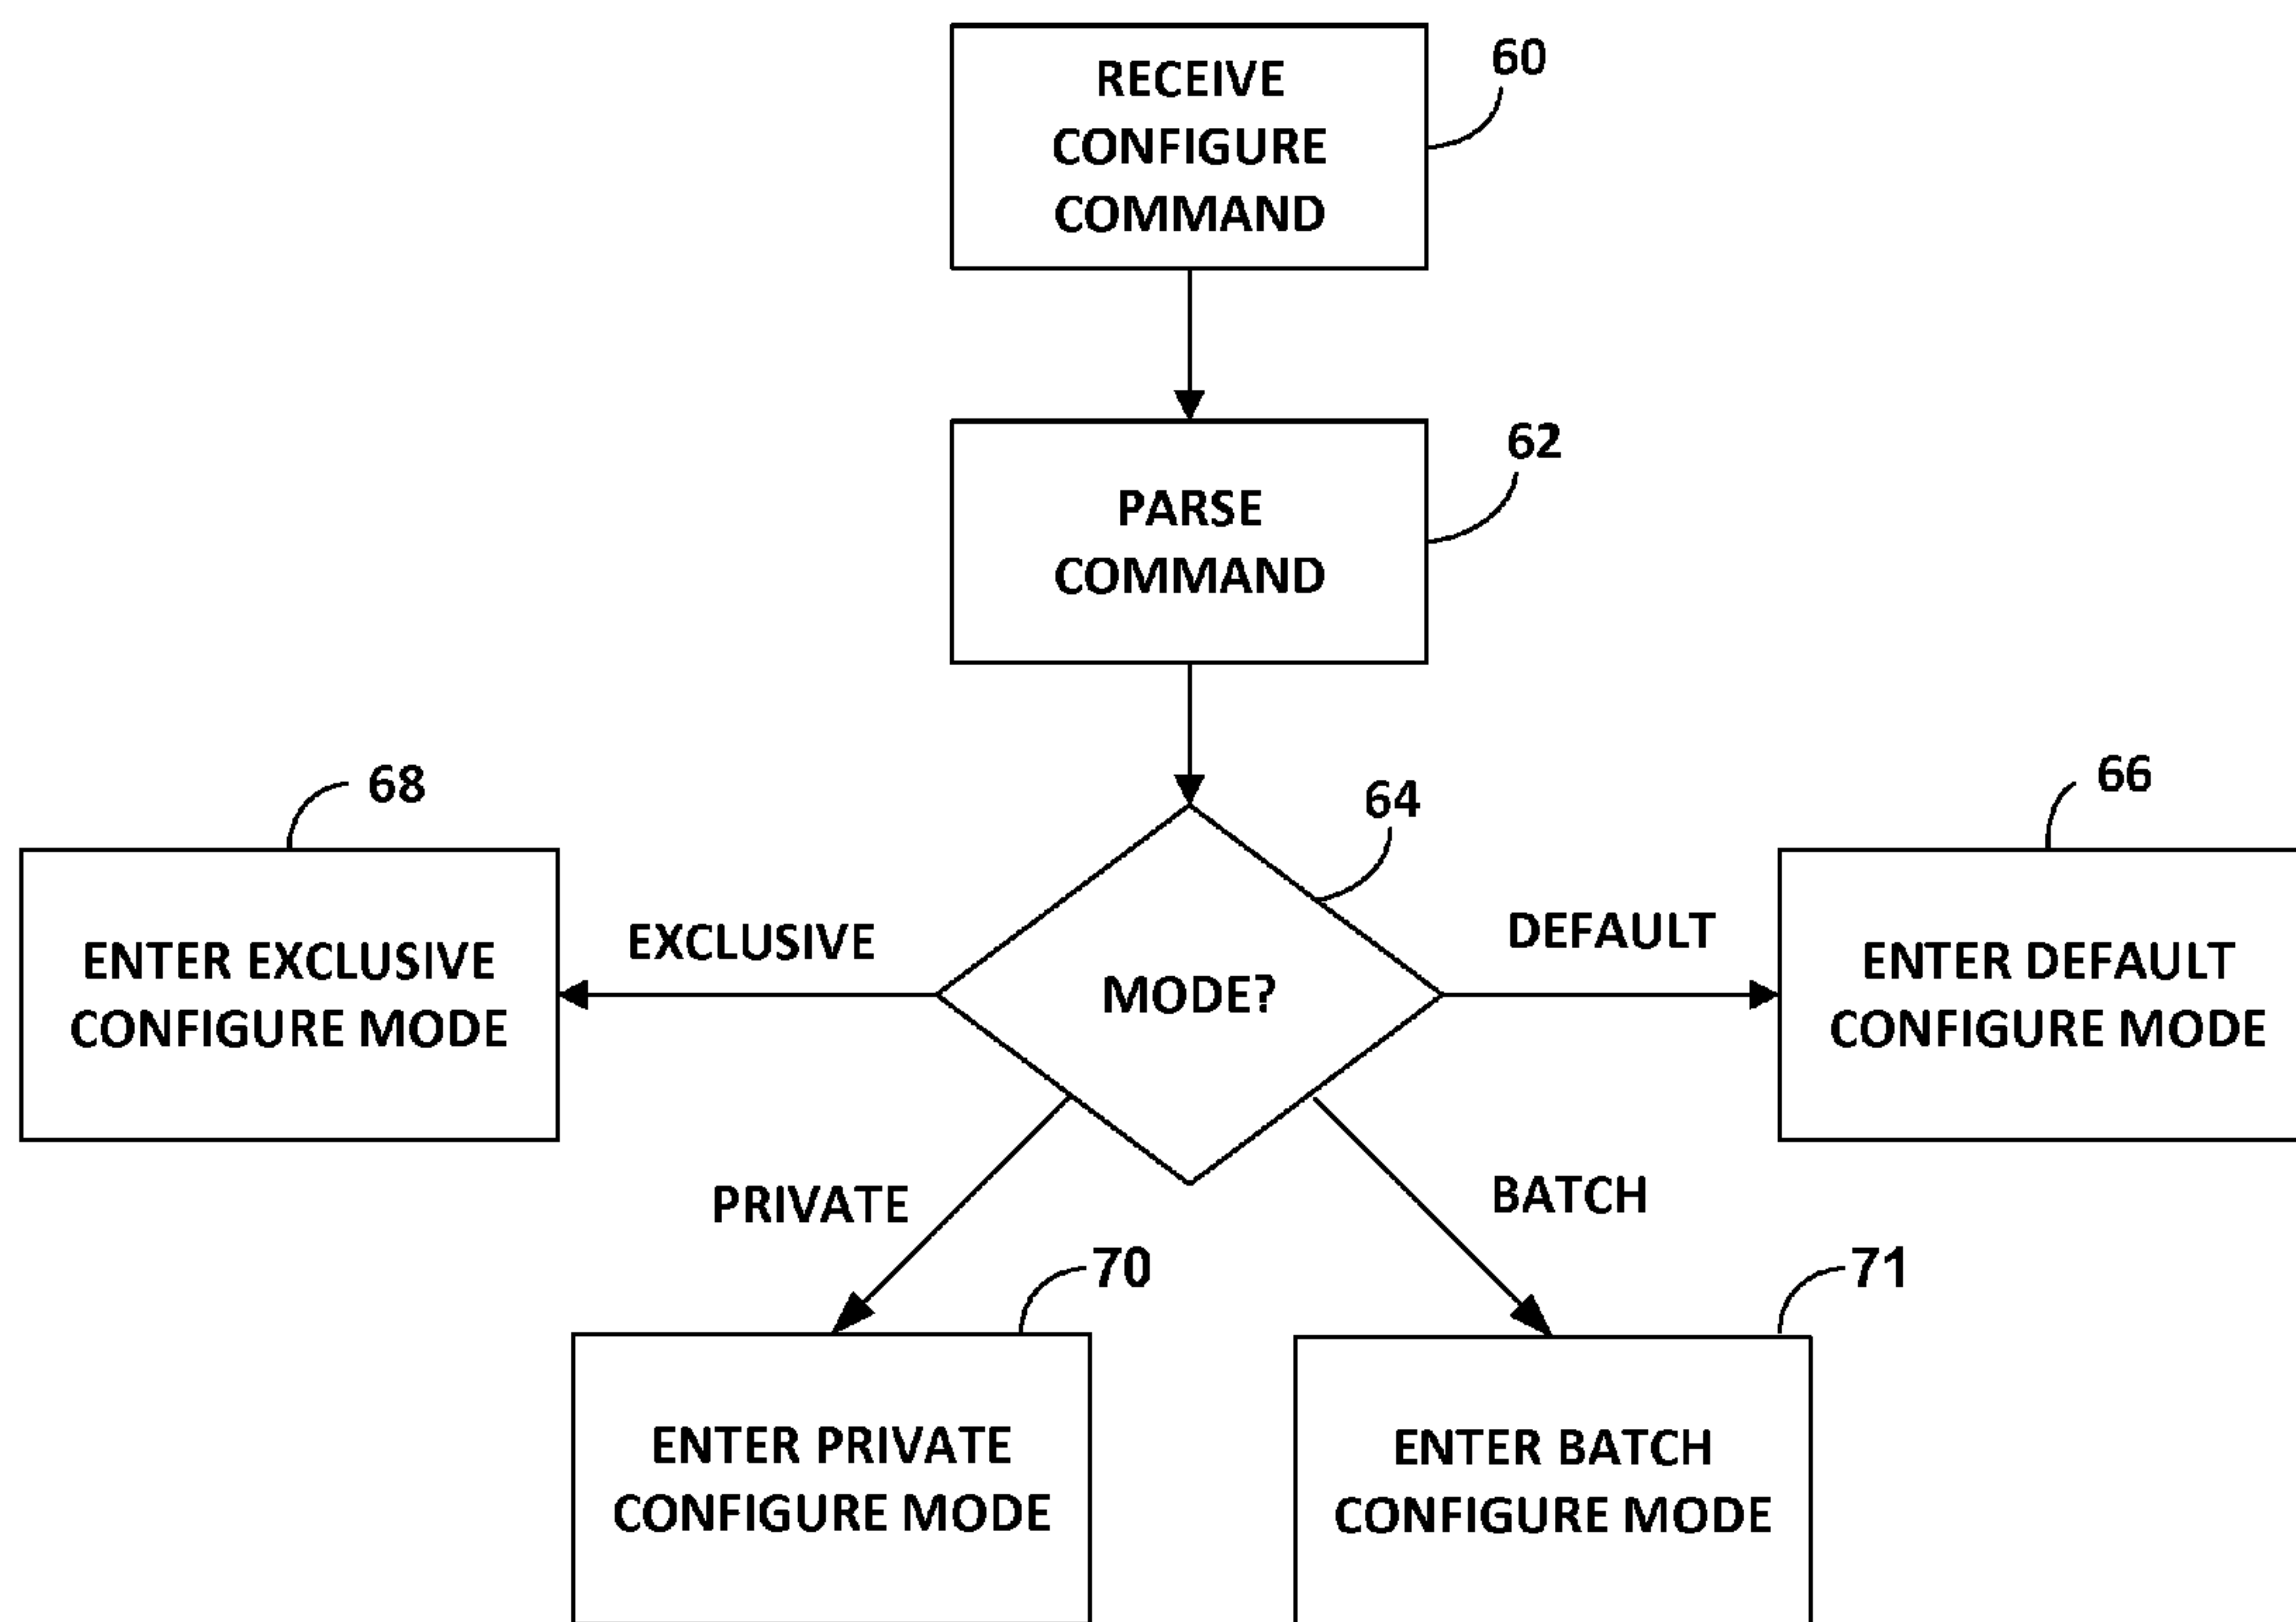 RECEIVE
CONFIGURE
COMMAND
60
PARSE
COMMAND
62
MODE?
64
EXCLUSIVE
68
ENTER EXCLUSIVE
CONFIGURE MODE
DEFAULT
66
ENTER DEFAULT
CONFIGURE MODE
PRIVATE
70
ENTER PRIVATE
CONFIGURE MODE
BATCH
71
ENTER BATCH
CONFIGURE MODE